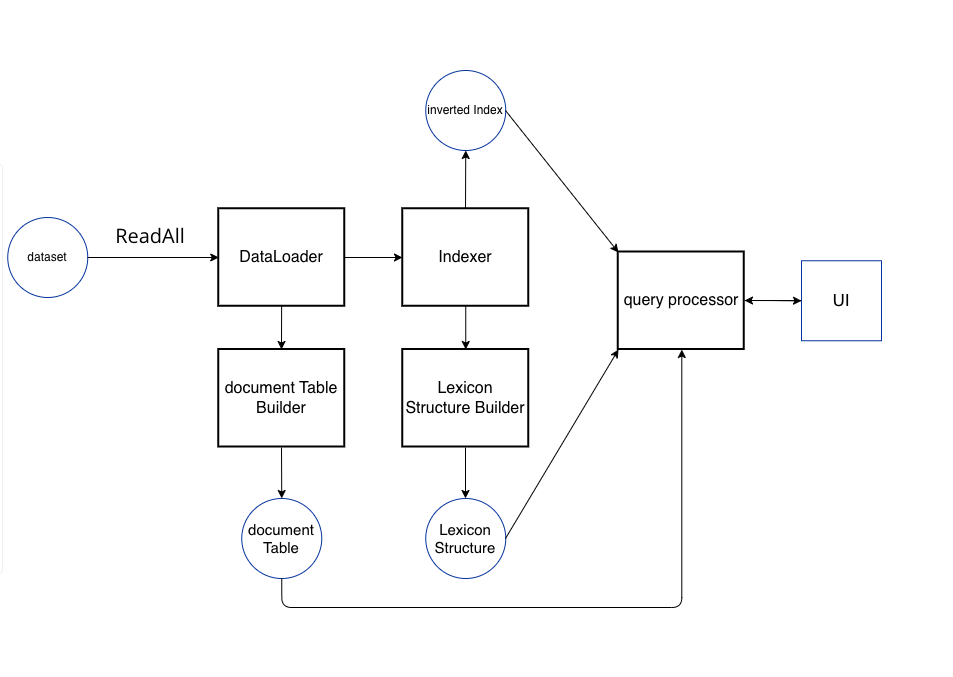 inverted Index
ReadAll
dataset
DataLoader
Indexer
query processor
UI
document Table
Builder
Lexicon
Structure Builder
document
Table
Lexicon
Structure